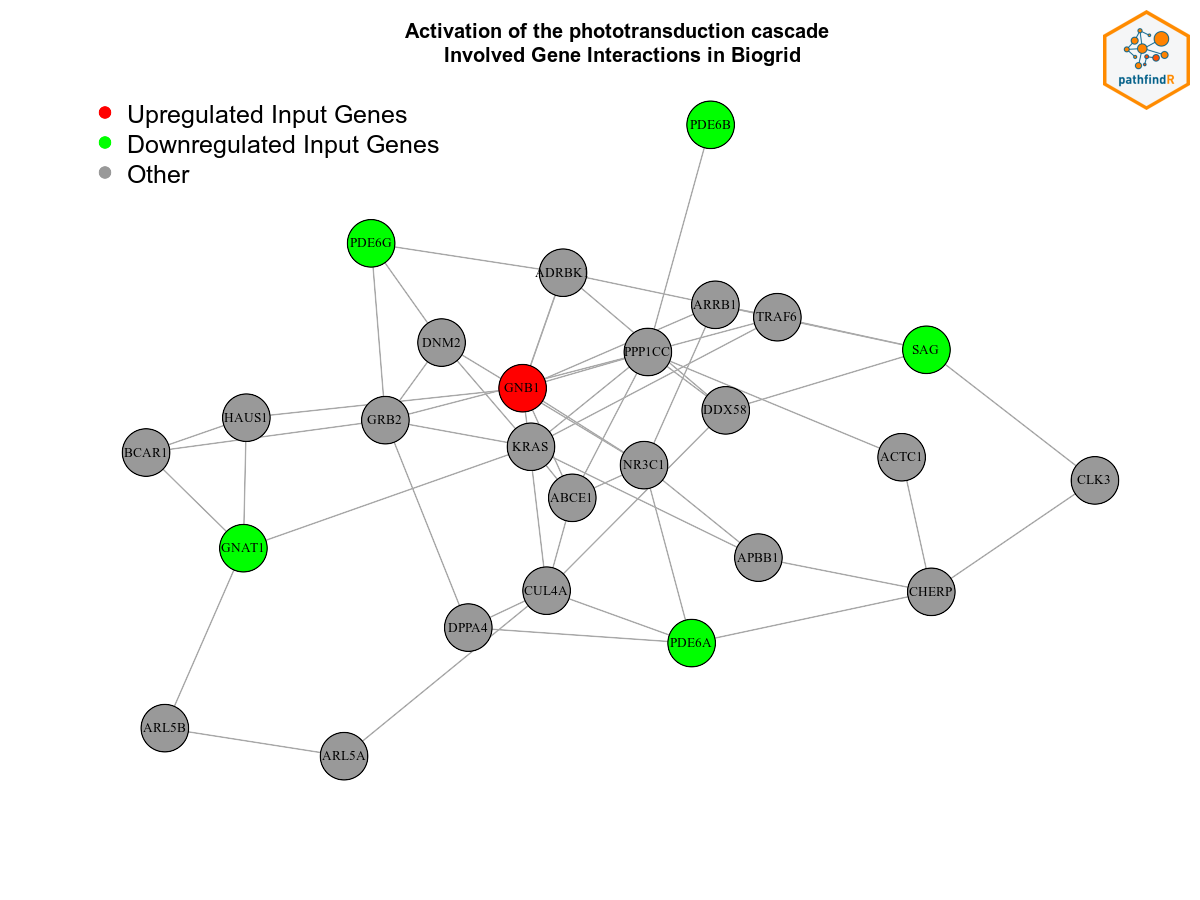 Activation of the phototransduction cascade
Involved Gene Interactions in Biogrid
pathfindR
Upregulated Input Genes
Downregulated Input Genes
Other
PDE6B
PDE6G
ADRBK
ARRB1
TRAF6
DNM2
PPP1CC
SAG
GNB1
DDX58
HAUS1
GRB2
BCAR1
KRAS
NR3C1
ACTC1
CLK3
ABCE1
GNAT1
APBB1
CUL4A
CHERP
DPPA4
PDE6A
ARL5B
ARL5A